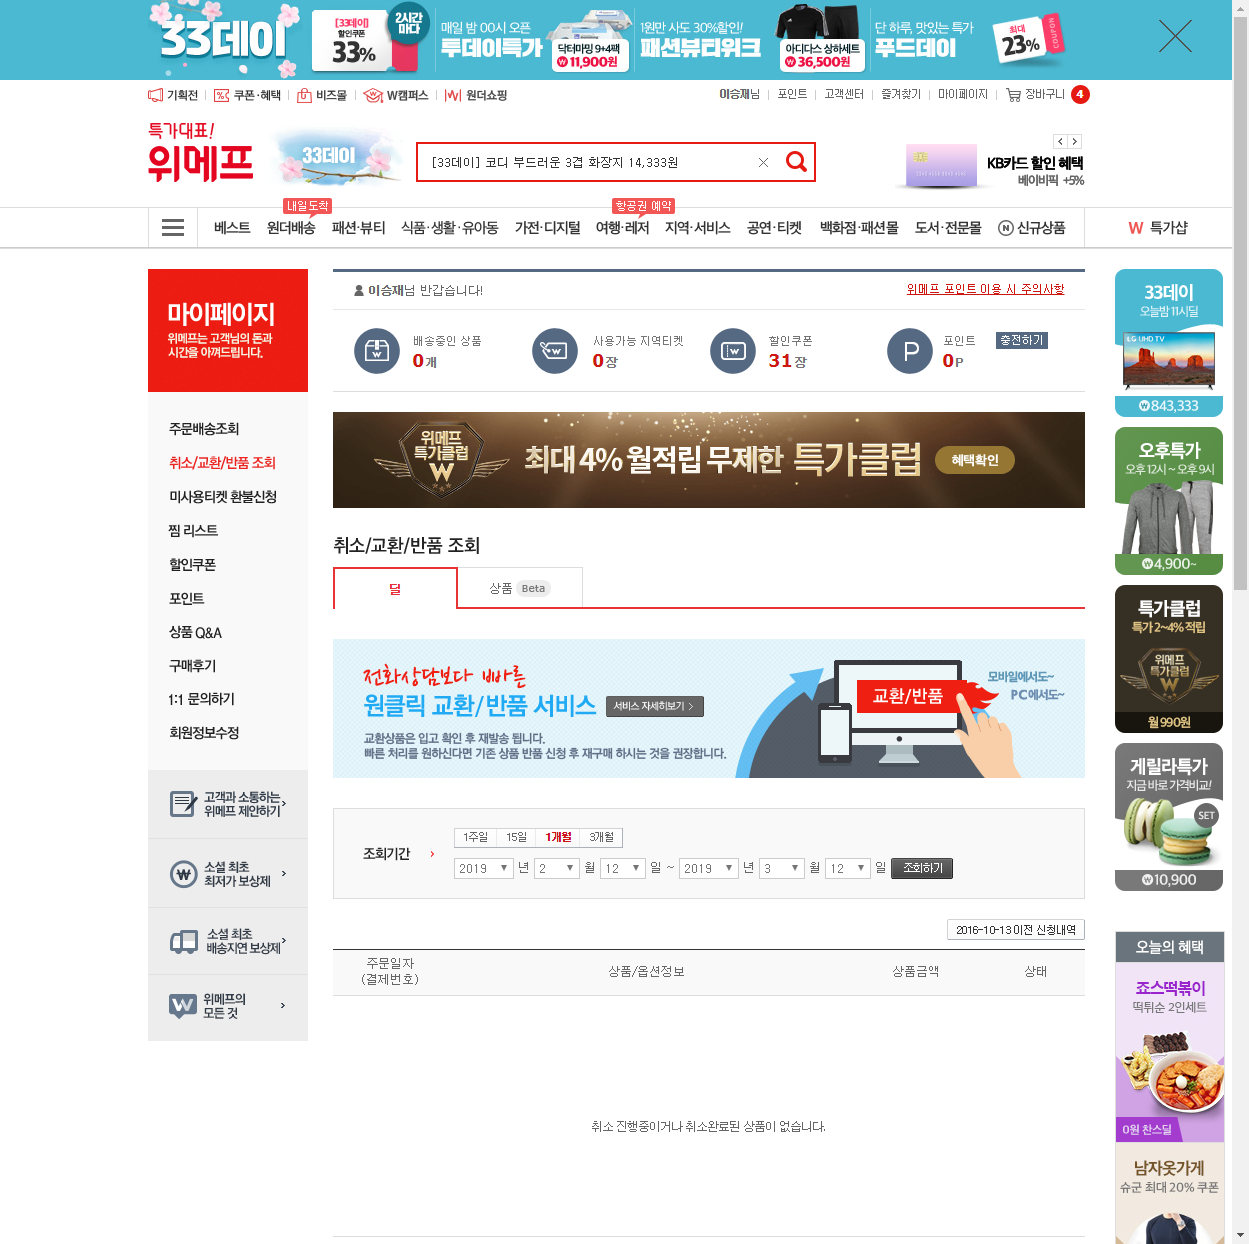 33데이
[33데이]
할인쿠폰
33%
2시간
마다
매일 밤 00시 오픈
투데이특가
닥터마밍 9+4팩
₩11,900원
1원만 사도 30%할인!
패션뷰티위크
아디다스 상하세트
₩36,500원
단 하루, 맛있는 특가
푸드데이
최대
23%
COUPON
기획전
쿠폰·혜택
비즈몰
W캠퍼스
원더쇼핑
이승재님
포인트
고객센터
즐겨찾기
마이페이지
장바구니 4
특가대표!
위메프
33데이
[33데이] 코디 부드러운 3겹 화장지 14,333원
KB카드 할인 혜택
베이비픽 +5%
내일도착
항공권 예약
베스트
원더배송
패션·뷰티
식품·생활·유아동
가전·디지털
여행·레저
지역·서비스
공연·티켓
백화점·패션몰
도서·전문몰
N 신규상품
W 특가샵
마이페이지
위메프는 고객님의 돈과
시간을 아껴드립니다.
주문배송조회
취소/교환/반품 조회
미사용티켓 환불신청
찜 리스트
할인쿠폰
포인트
상품 Q&A
구매후기
1:1 문의하기
회원정보수정
고객과 소통하는
위메프 제안하기
소셜 최초
최저가 보상제
소셜 최초
배송지연 보상제
위메프의
모든 것
이승재님 반갑습니다!
위메프 포인트 이용 시 주의사항
배송중인 상품
0개
사용가능 지역티켓
0장
할인쿠폰
31장
포인트
0P
충전하기
위메프
특가클럽
W
최대 4% 월적립 무제한 특가클럽
혜택확인
취소/교환/반품 조회
딜
상품 Beta
전화상담보다 빠른
원클릭 교환/반품 서비스
서비스 자세히보기 >
교환상품은 입고 확인 후 재발송 됩니다.
빠른 처리를 원하신다면 기존 상품 반품 신청 후 재구매 하시는 것을 권장합니다.
교환/반품
모바일에서도~
PC에서도~
조회기간
1주일
15일
1개월
3개월
2019 년 2 월 12 일 ~ 2019 년 3 월 12 일 조회하기
2016-10-13 이전 신청내역
주문일자
(결제번호)
상품/옵션정보
상품금액
상태
취소 진행중이거나 취소완료된 상품이 없습니다.
33데이
오늘밤 11시딜
LG UHD TV
₩843,333
오후특가
오후 12시 ~ 오후 9시
₩4,900~
특가클럽
특가 2~4% 적립
위메프
특가클럽
W
월 990원
게릴라특가
지금 바로 가격비교!
SET
₩10,900
오늘의 혜택
죠스떡볶이
떡튀순 2인세트
0원 찬스딜
남자옷가게
슈군 최대 20% 쿠폰